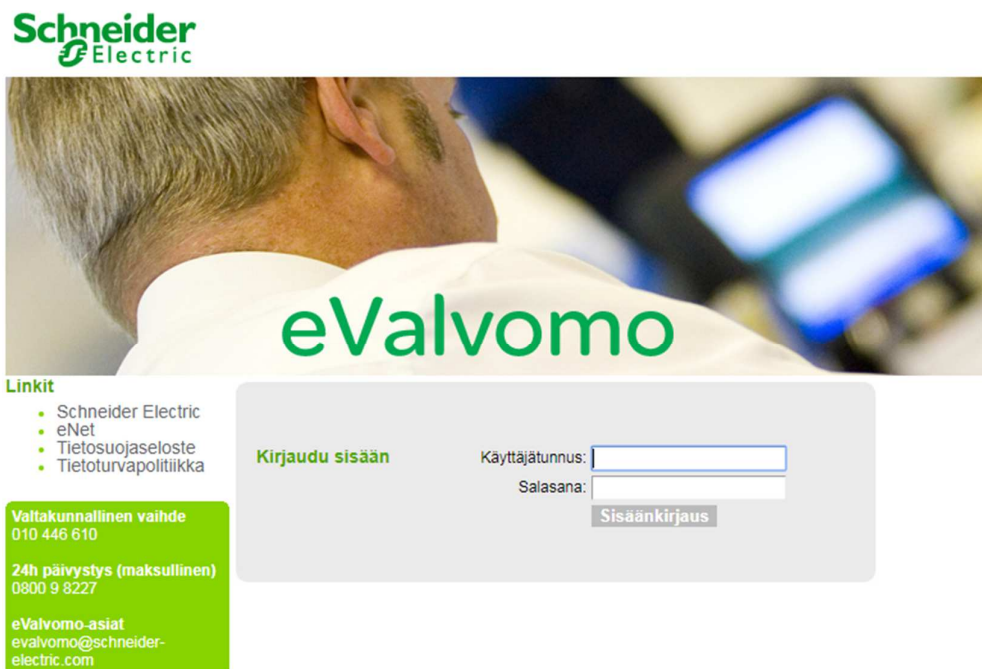 Schneider
Electric
eValvomo
Linkit
Schneider Electric
eNet
Tietosuojaseloste
Tietoturvapolitiikka
Kirjaudu sisään
Käyttäjätunnus:
Salasana:
Sisäänkirjaus
Valtakunnallinen vaihde
010 446 610
24h päivystys (maksullinen)
0800 9 8227
eValvomo-asiat
evalvomo@schneider-
electric.com